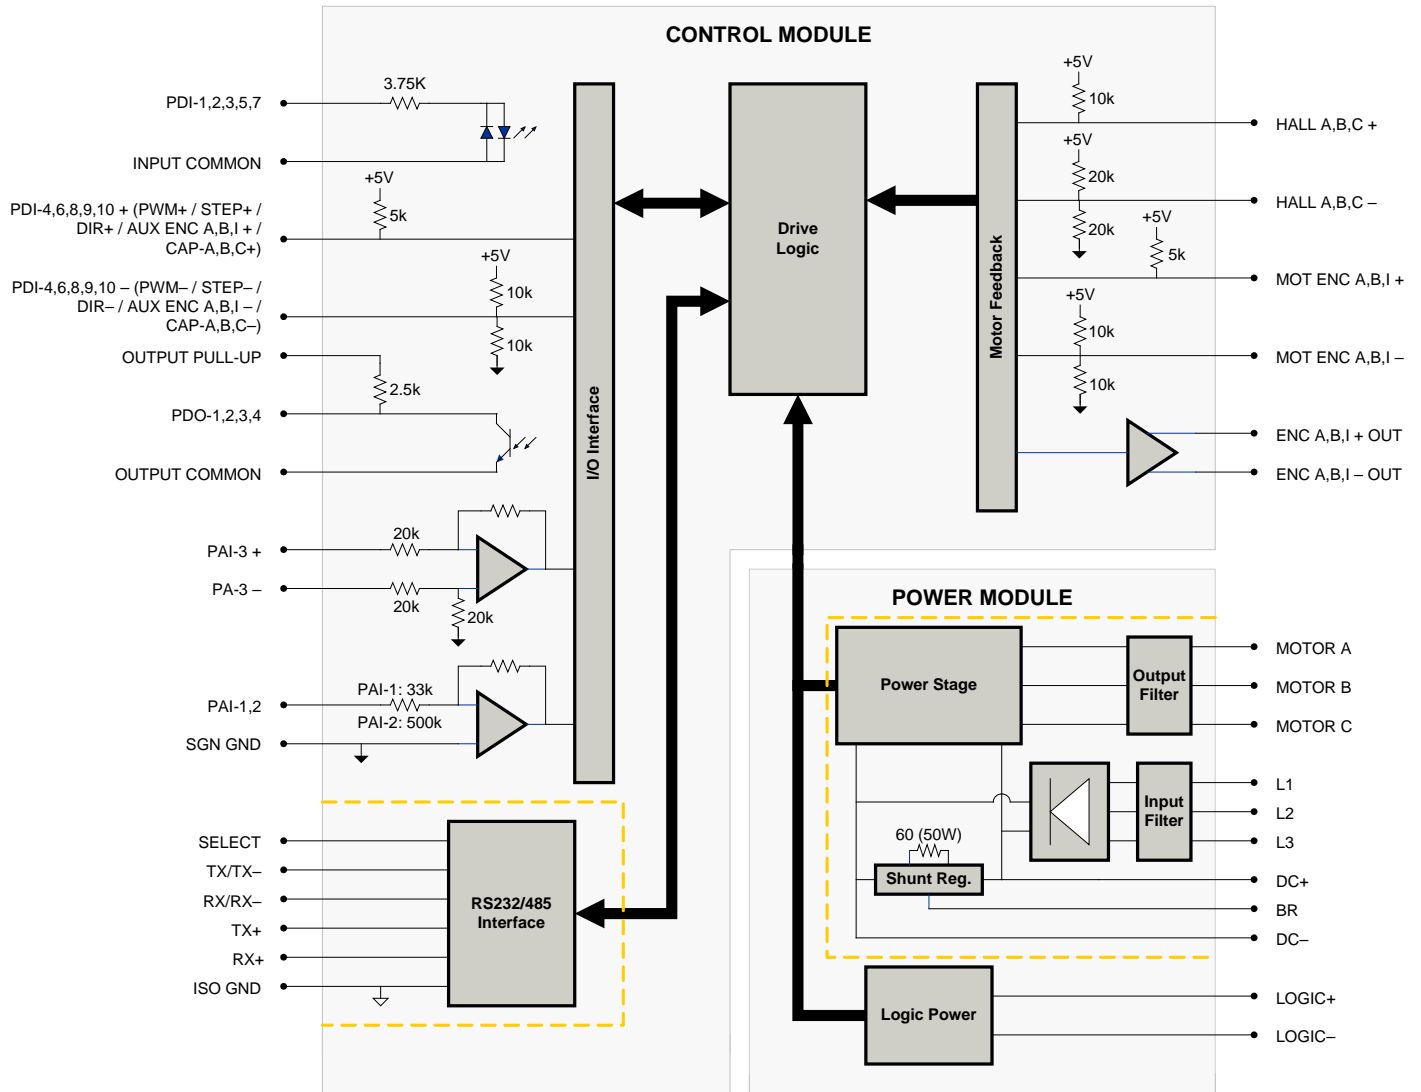 CONTROL MODULE
PDI-1,2,3,5,7
3.75K
INPUT COMMON
+5V
PDI-4,6,8,9,10 + (PWM+ / STEP+ /
DIR+ / AUX ENC A,B,I + /
CAP-A,B,C+)
5k
PDI-4,6,8,9,10 – (PWM– / STEP– /
DIR– / AUX ENC A,B,I – /
CAP-A,B,C–)
+5V
10k
10k
OUTPUT PULL-UP
2.5k
PDO-1,2,3,4
OUTPUT COMMON
PAI-3 +
20k
PA-3 –
20k
20k
PAI-1,2
PAI-1: 33k
PAI-2: 500k
SGN GND
I/O Interface
SELECT
TX/TX–
RX/RX–
TX+
RX+
ISO GND
RS232/485
Interface
Drive
Logic
Motor Feedback
+5V
10k
HALL A,B,C +
+5V
20k
HALL A,B,C –
20k
+5V
5k
MOT ENC A,B,I +
+5V
10k
MOT ENC A,B,I –
10k
ENC A,B,I + OUT
ENC A,B,I – OUT
POWER MODULE
Power Stage
Output
Filter
MOTOR A
MOTOR B
MOTOR C
Input
Filter
L1
L2
L3
60 (50W)
Shunt Reg.
DC+
BR
DC–
Logic Power
LOGIC+
LOGIC–